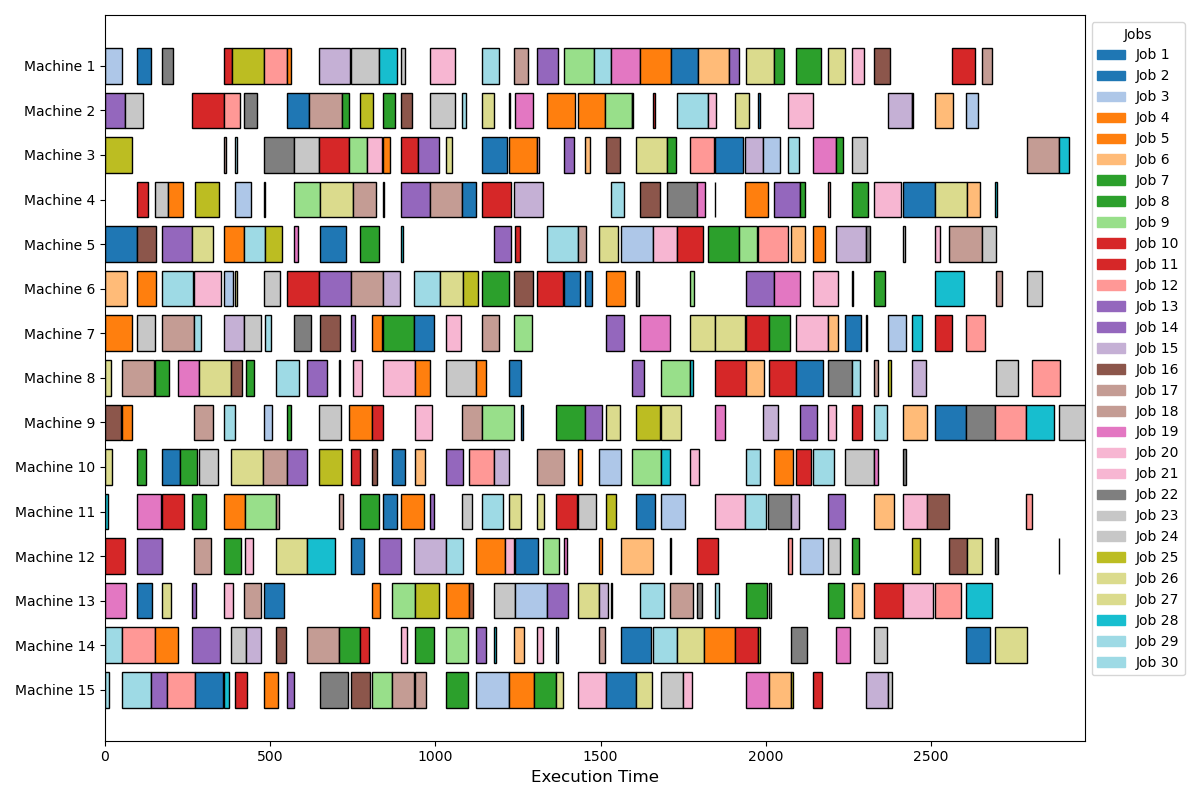 Machine 1
Machine 2
Machine 3
Machine 4
Machine 5
Machine 6
Machine 7
Machine 8
Machine 9
Machine 10
Machine 11
Machine 12
Machine 13
Machine 14
Machine 15
0 500 1000 1500 2000 2500
Execution Time
Jobs
Job 1
Job 2
Job 3
Job 4
Job 5
Job 6
Job 7
Job 8
Job 9
Job 10
Job 11
Job 12
Job 13
Job 14
Job 15
Job 16
Job 17
Job 18
Job 19
Job 20
Job 21
Job 22
Job 23
Job 24
Job 25
Job 26
Job 27
Job 28
Job 29
Job 30